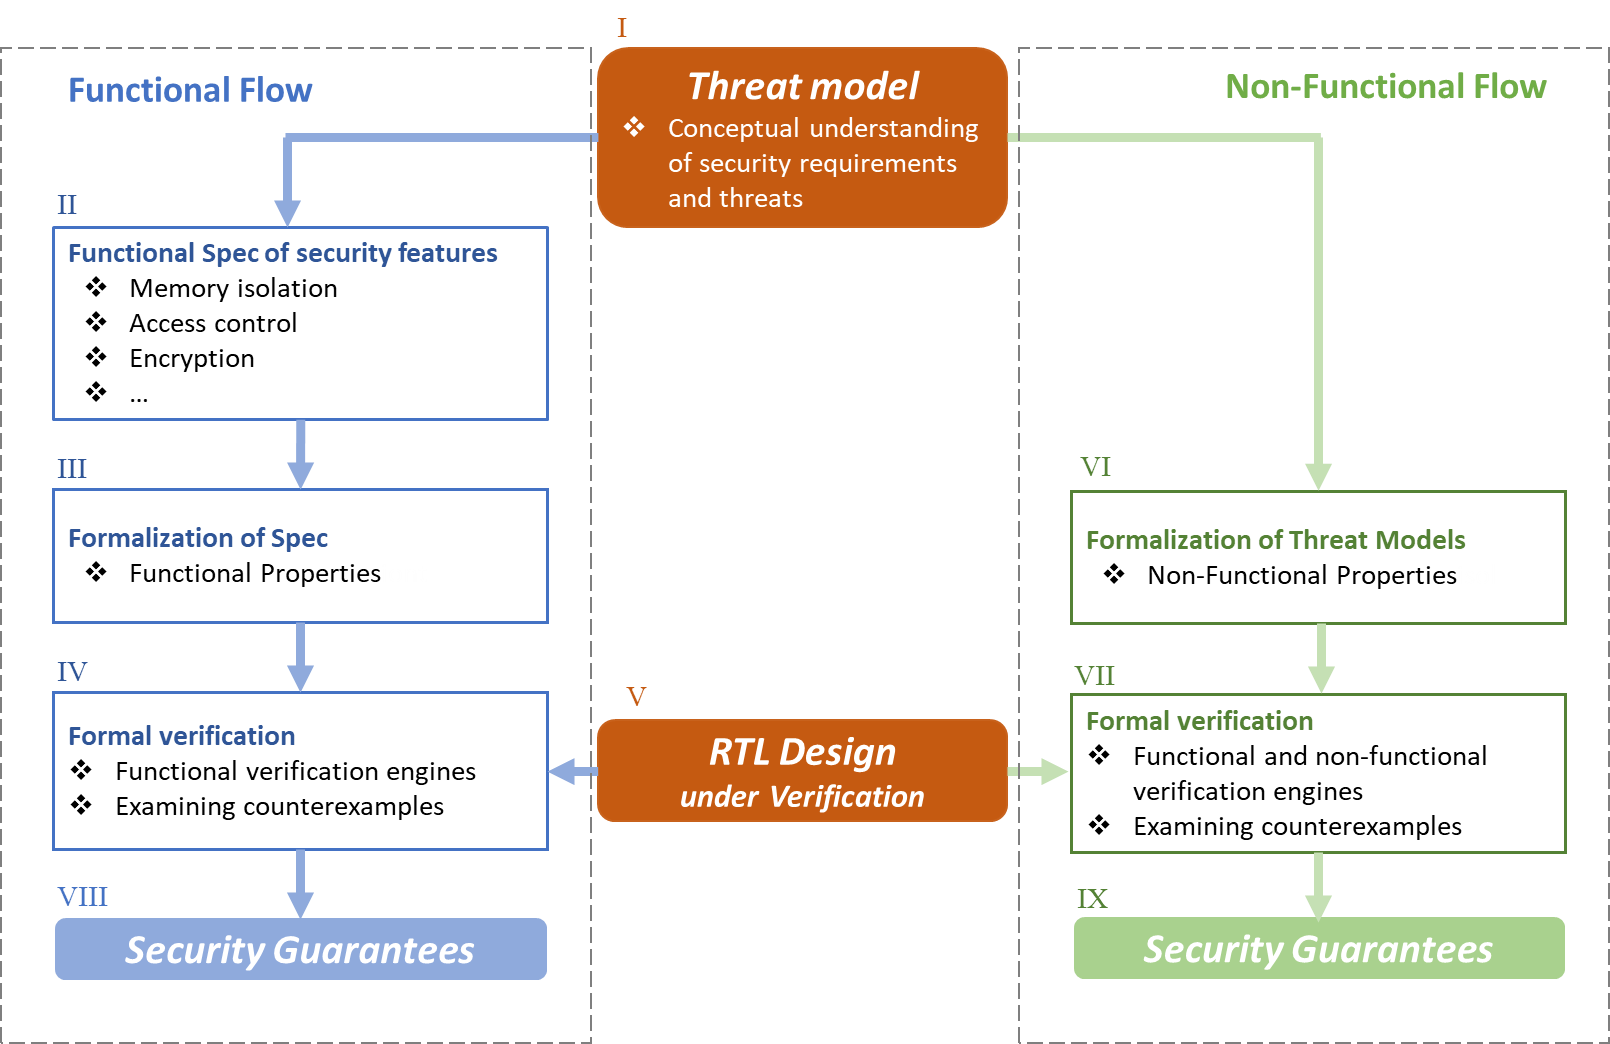 I
Threat model
❖ Conceptual understanding
of security requirements
and threats
Functional Flow
II
Functional Spec of security features
❖ Memory isolation
❖ Access control
❖ Encryption
❖ ...
III
Formalization of Spec
❖ Functional Properties
IV
Formal verification
❖ Functional verification engines
❖ Examining counterexamples
VIII
Security Guarantees
V
RTL Design
under Verification
Non-Functional Flow
VI
Formalization of Threat Models
❖ Non-Functional Properties
VII
Formal verification
❖ Functional and non-functional
verification engines
❖ Examining counterexamples
IX
Security Guarantees